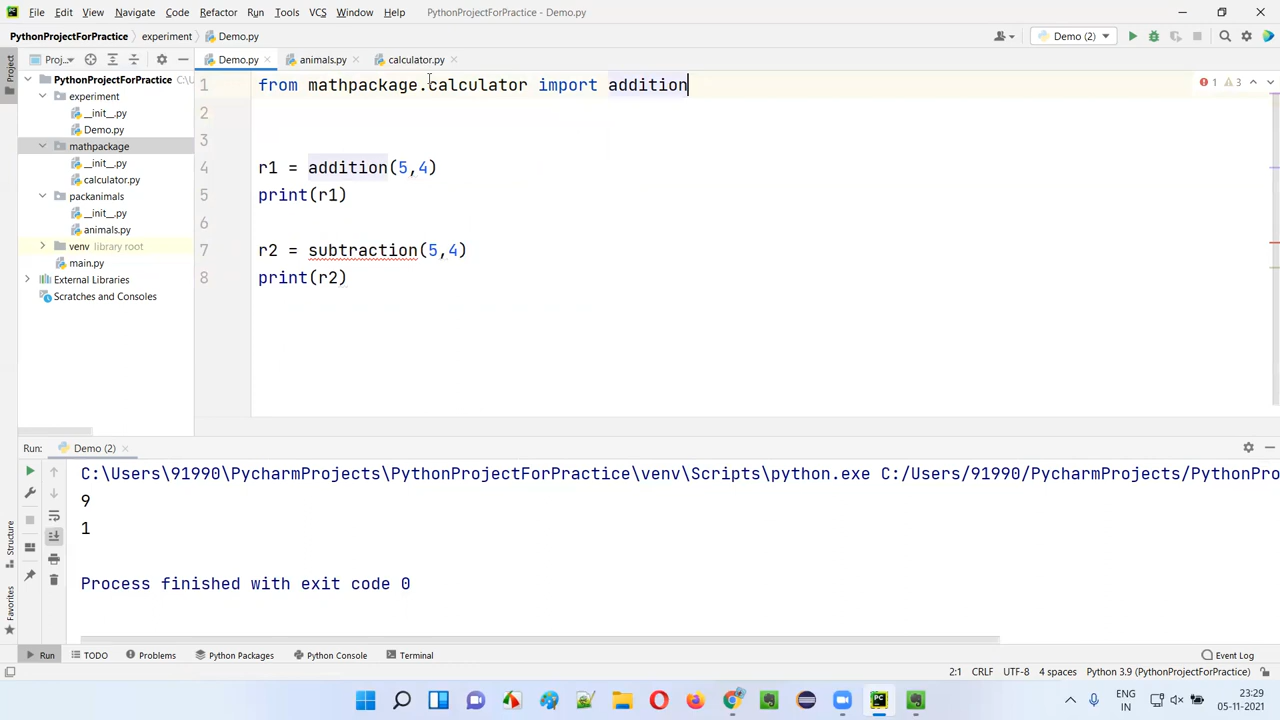 File Edit View Navigate Code Refactor Run Tools VCS Window Help PythonProjectForPractice - Demo.py
PythonProjectForPractice experiment Demo.py Demo (2)
Project Proj... Demo.py animals.py calculator.py
PythonProjectForPractice C:\U
experiment
__init__.py
Demo.py
mathpackage
__init__.py
calculator.py
packanimals
__init__.py
animals.py
venv library root
main.py
External Libraries
Scratches and Consoles
1 from mathpackage.calculator import addition
2
3
4 r1 = addition(5,4)
5 print(r1)
6
7 r2 = subtraction(5,4)
8 print(r2)
1 3
Run: Demo (2)
C:\Users\91990\PycharmProjects\PythonProjectForPractice\venv\Scripts\python.exe C:/Users/91990/PycharmProjects/PythonPro
9
1
Process finished with exit code 0
Structure
Favorites
Run TODO Problems Python Packages Python Console Terminal Event Log
2:1 CRLF UTF-8 4 spaces Python 3.9 (PythonProjectForPractice)
ENG 23:29
IN 05-11-2021